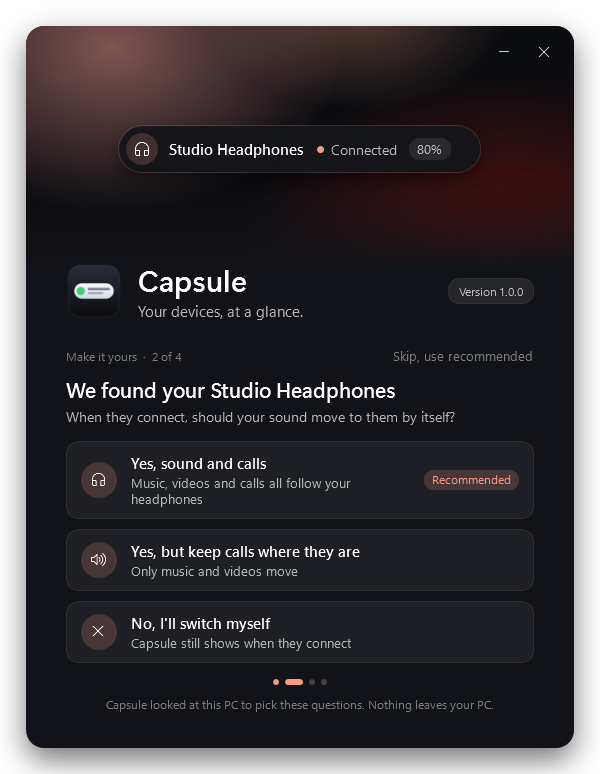 Studio Headphones Connected 80%
Capsule
Your devices, at a glance.
Version 1.0.0
Make it yours · 2 of 4
Skip, use recommended
We found your Studio Headphones
When they connect, should your sound move to them by itself?
Yes, sound and calls
Music, videos and calls all follow your
headphones
Recommended
Yes, but keep calls where they are
Only music and videos move
No, I'll switch myself
Capsule still shows when they connect
Capsule looked at this PC to pick these questions. Nothing leaves your PC.